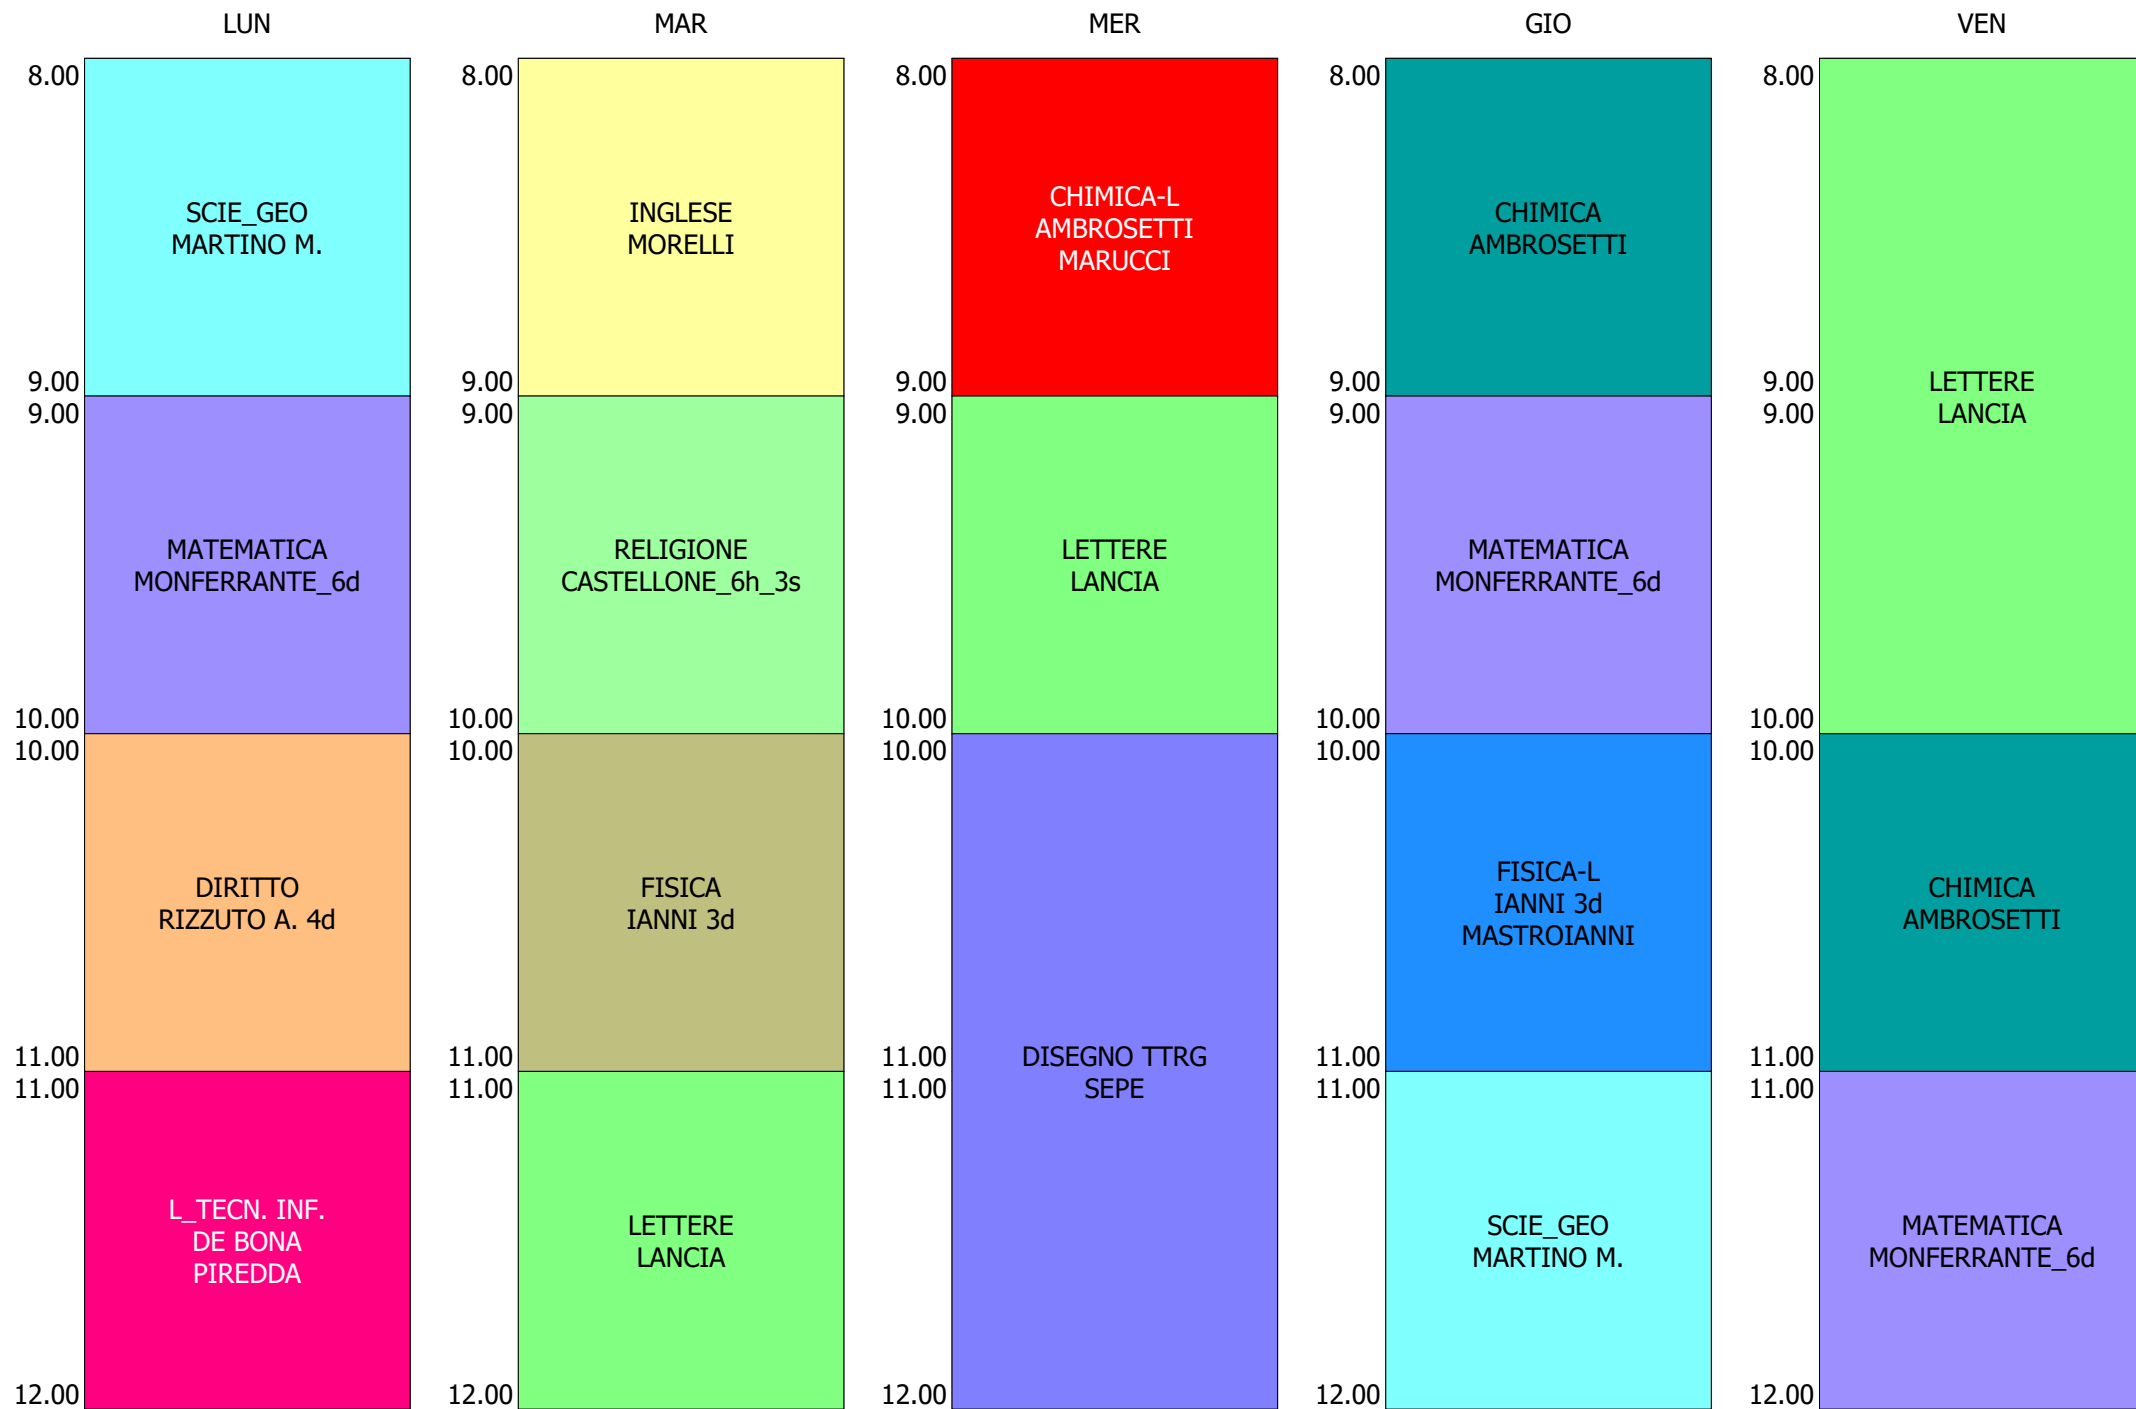 LUN MAR MER GIO VEN
8.00 8.00 8.00 8.00 8.00
SCIE_GEO
MARTINO M.
INGLESE
MORELLI
CHIMICA-L
AMBROSETTI
MARUCCI
CHIMICA
AMBROSETTI
LETTERE
LANCIA
9.00 9.00 9.00 9.00 9.00
9.00 9.00 9.00 9.00 9.00
MATEMATICA
MONFERRANTE_6d
RELIGIONE
CASTELLONE_6h_3s
LETTERE
LANCIA
MATEMATICA
MONFERRANTE_6d
10.00 10.00 10.00 10.00 10.00
10.00 10.00 10.00 10.00 10.00
DIRITTO
RIZZUTO A. 4d
FISICA
IANNI 3d
DISEGNO TTRG
SEPE
FISICA-L
IANNI 3d
MASTROIANNI
CHIMICA
AMBROSETTI
11.00 11.00 11.00 11.00 11.00
11.00 11.00 11.00 11.00 11.00
L_TECN. INF.
DE BONA
PIREDDA
LETTERE
LANCIA
SCIE_GEO
MARTINO M.
MATEMATICA
MONFERRANTE_6d
12.00 12.00 12.00 12.00 12.00